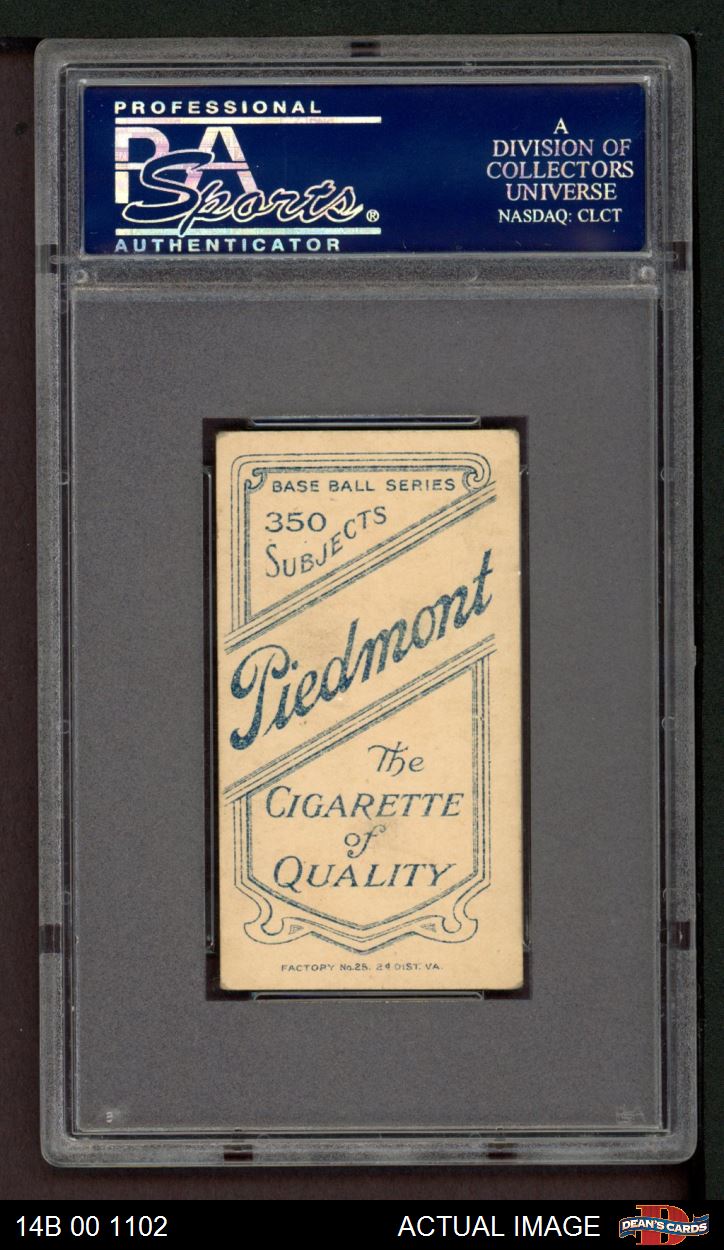 PROFESSIONAL
PSA
Sports®
AUTHENTICATOR
A
DIVISION OF
COLLECTORS
UNIVERSE
NASDAQ: CLCT
BASE BALL SERIES
350
SUBJECTS
Piedmont
The
CIGARETTE
of
QUALITY
FACTORY No.25. 2d DIST. VA.
14B 00 1102
ACTUAL IMAGE
D
DEAN'S CARDS